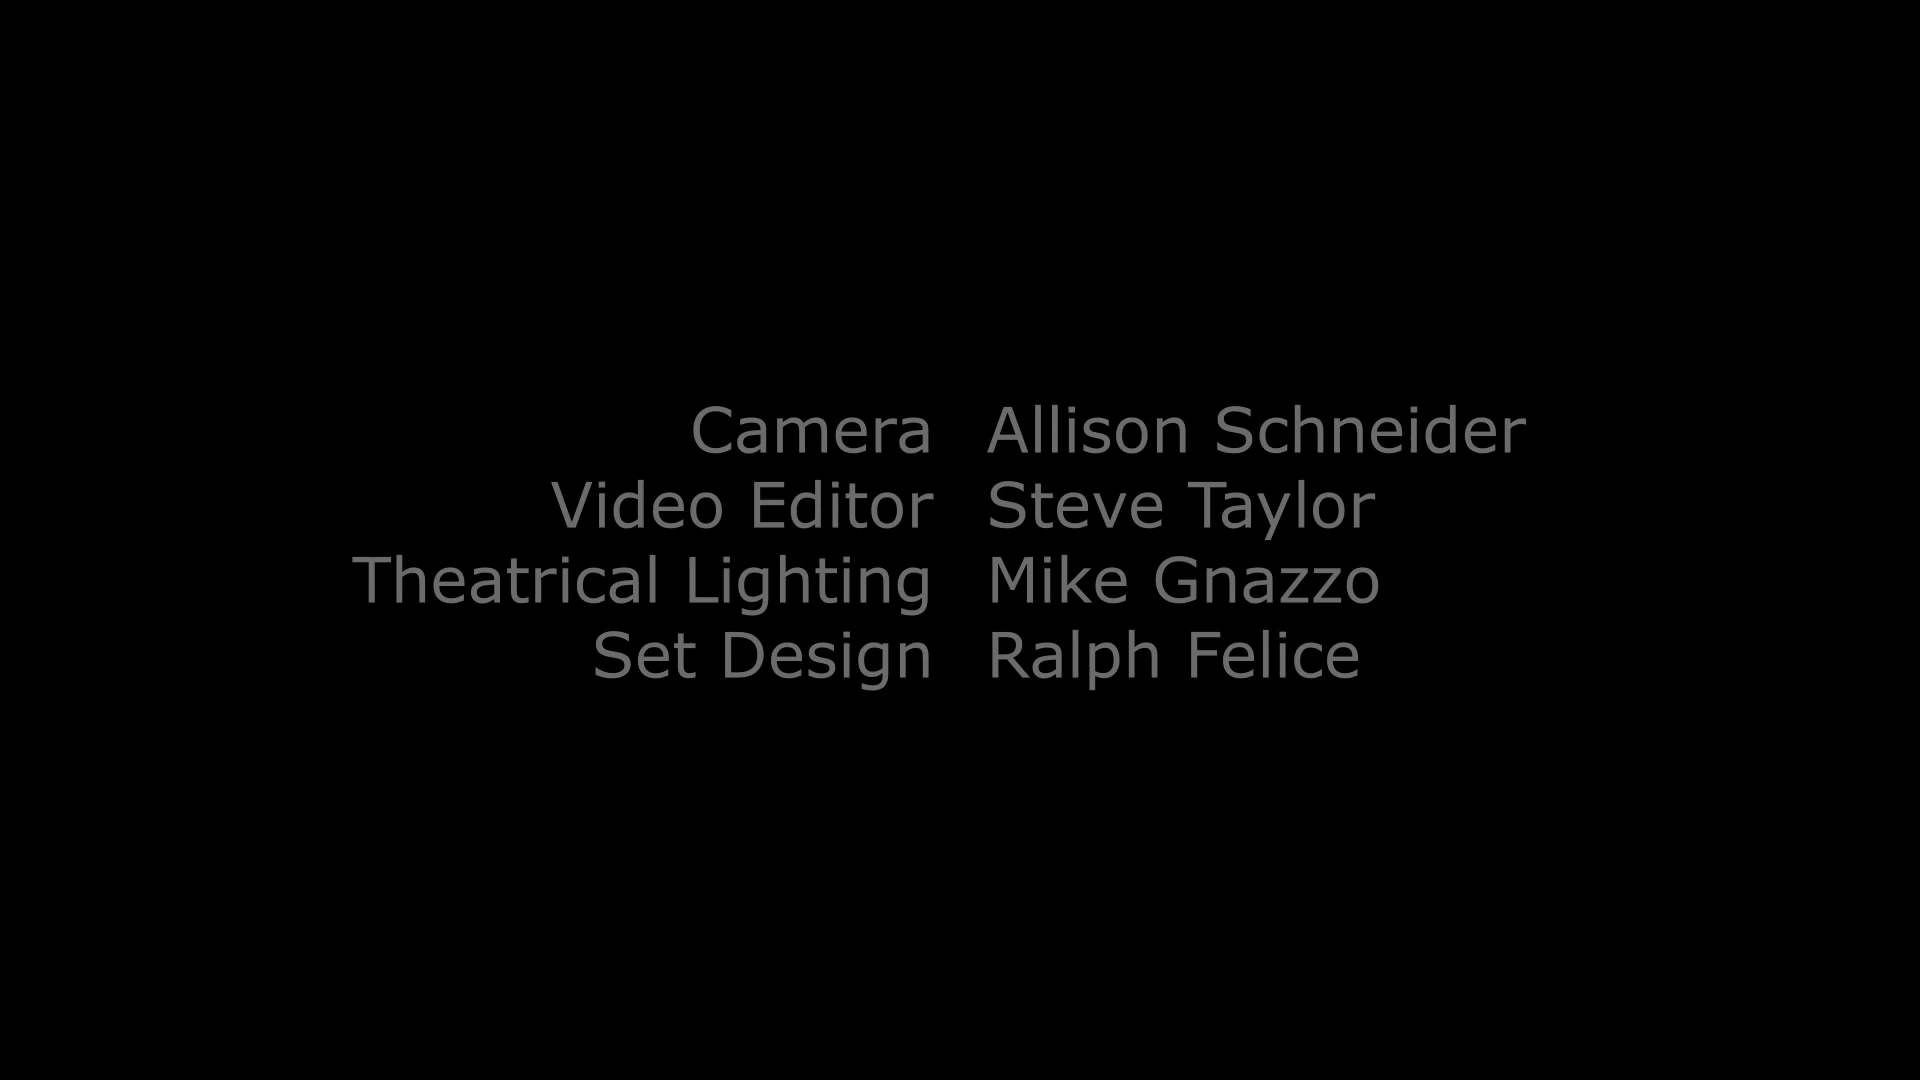 Camera Allison Schneider
Video Editor Steve Taylor
Theatrical Lighting Mike Gnazzo
Set Design Ralph Felice